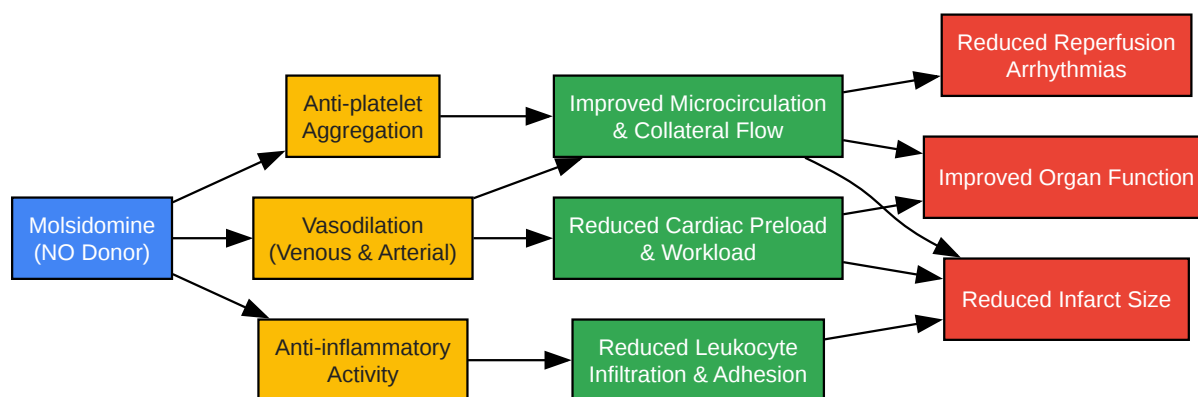 Molsidomine
(NO Donor)
Anti-platelet
Aggregation
Vasodilation
(Venous & Arterial)
Anti-inflammatory
Activity
Improved Microcirculation
& Collateral Flow
Reduced Cardiac Preload
& Workload
Reduced Leukocyte
Infiltration & Adhesion
Reduced Reperfusion
Arrhythmias
Improved Organ Function
Reduced Infarct Size